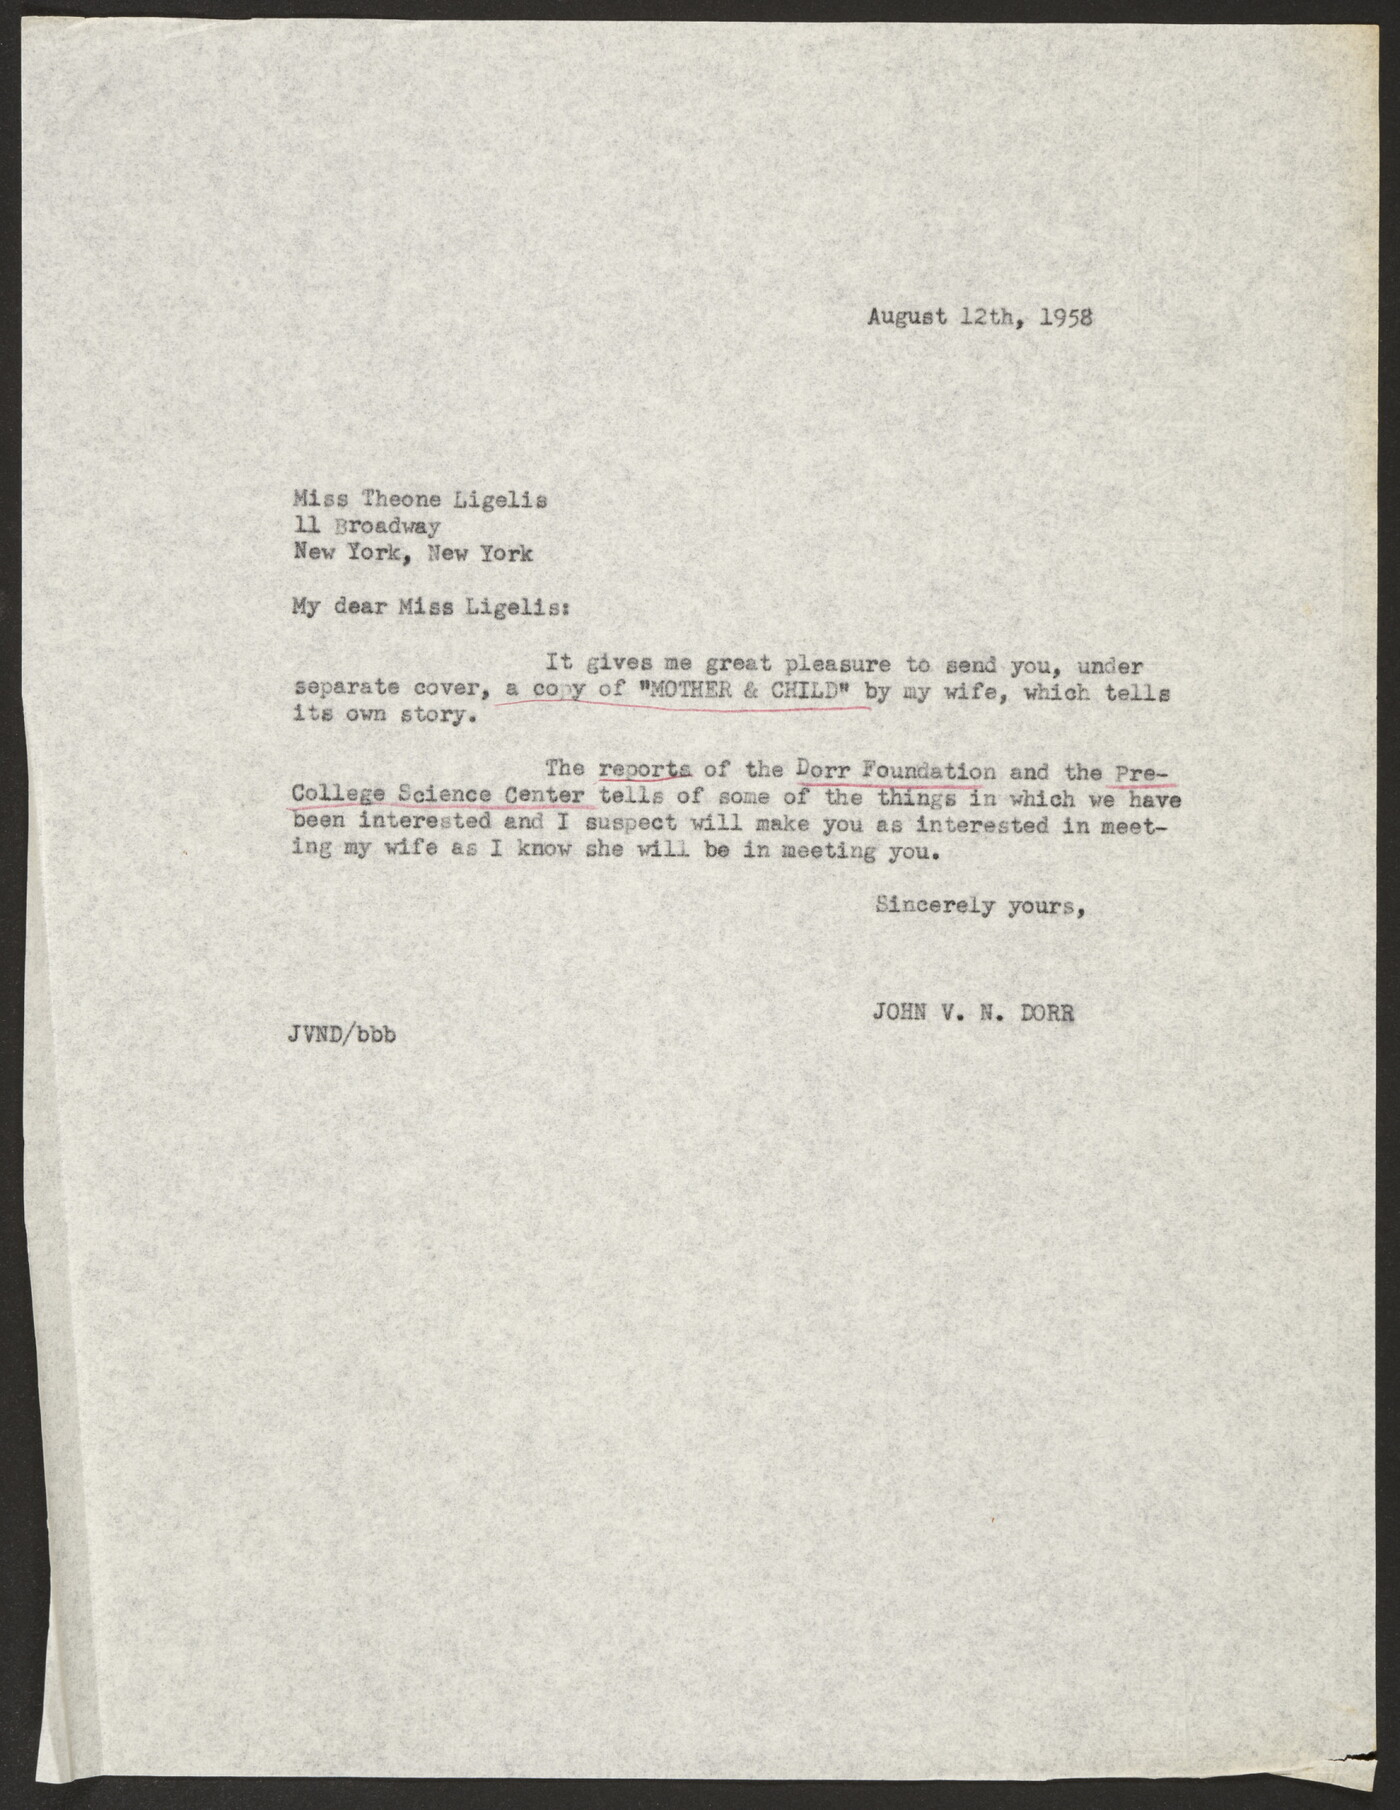 August 12th, 1958
Miss Theone Ligelis
11 Broadway
New York, New York
My dear Miss Ligelis:
It gives me great pleasure to send you, under
separate cover, a copy of "MOTHER & CHILD" by my wife, which tells
its own story.
The reports of the Dorr Foundation and the Pre-
College Science Center tells of some of the things in which we have
been interested and I suspect will make you as interested in meet-
ing my wife as I know she will be in meeting you.
Sincerely yours,
JOHN V. N. DORR
JVND/bbb